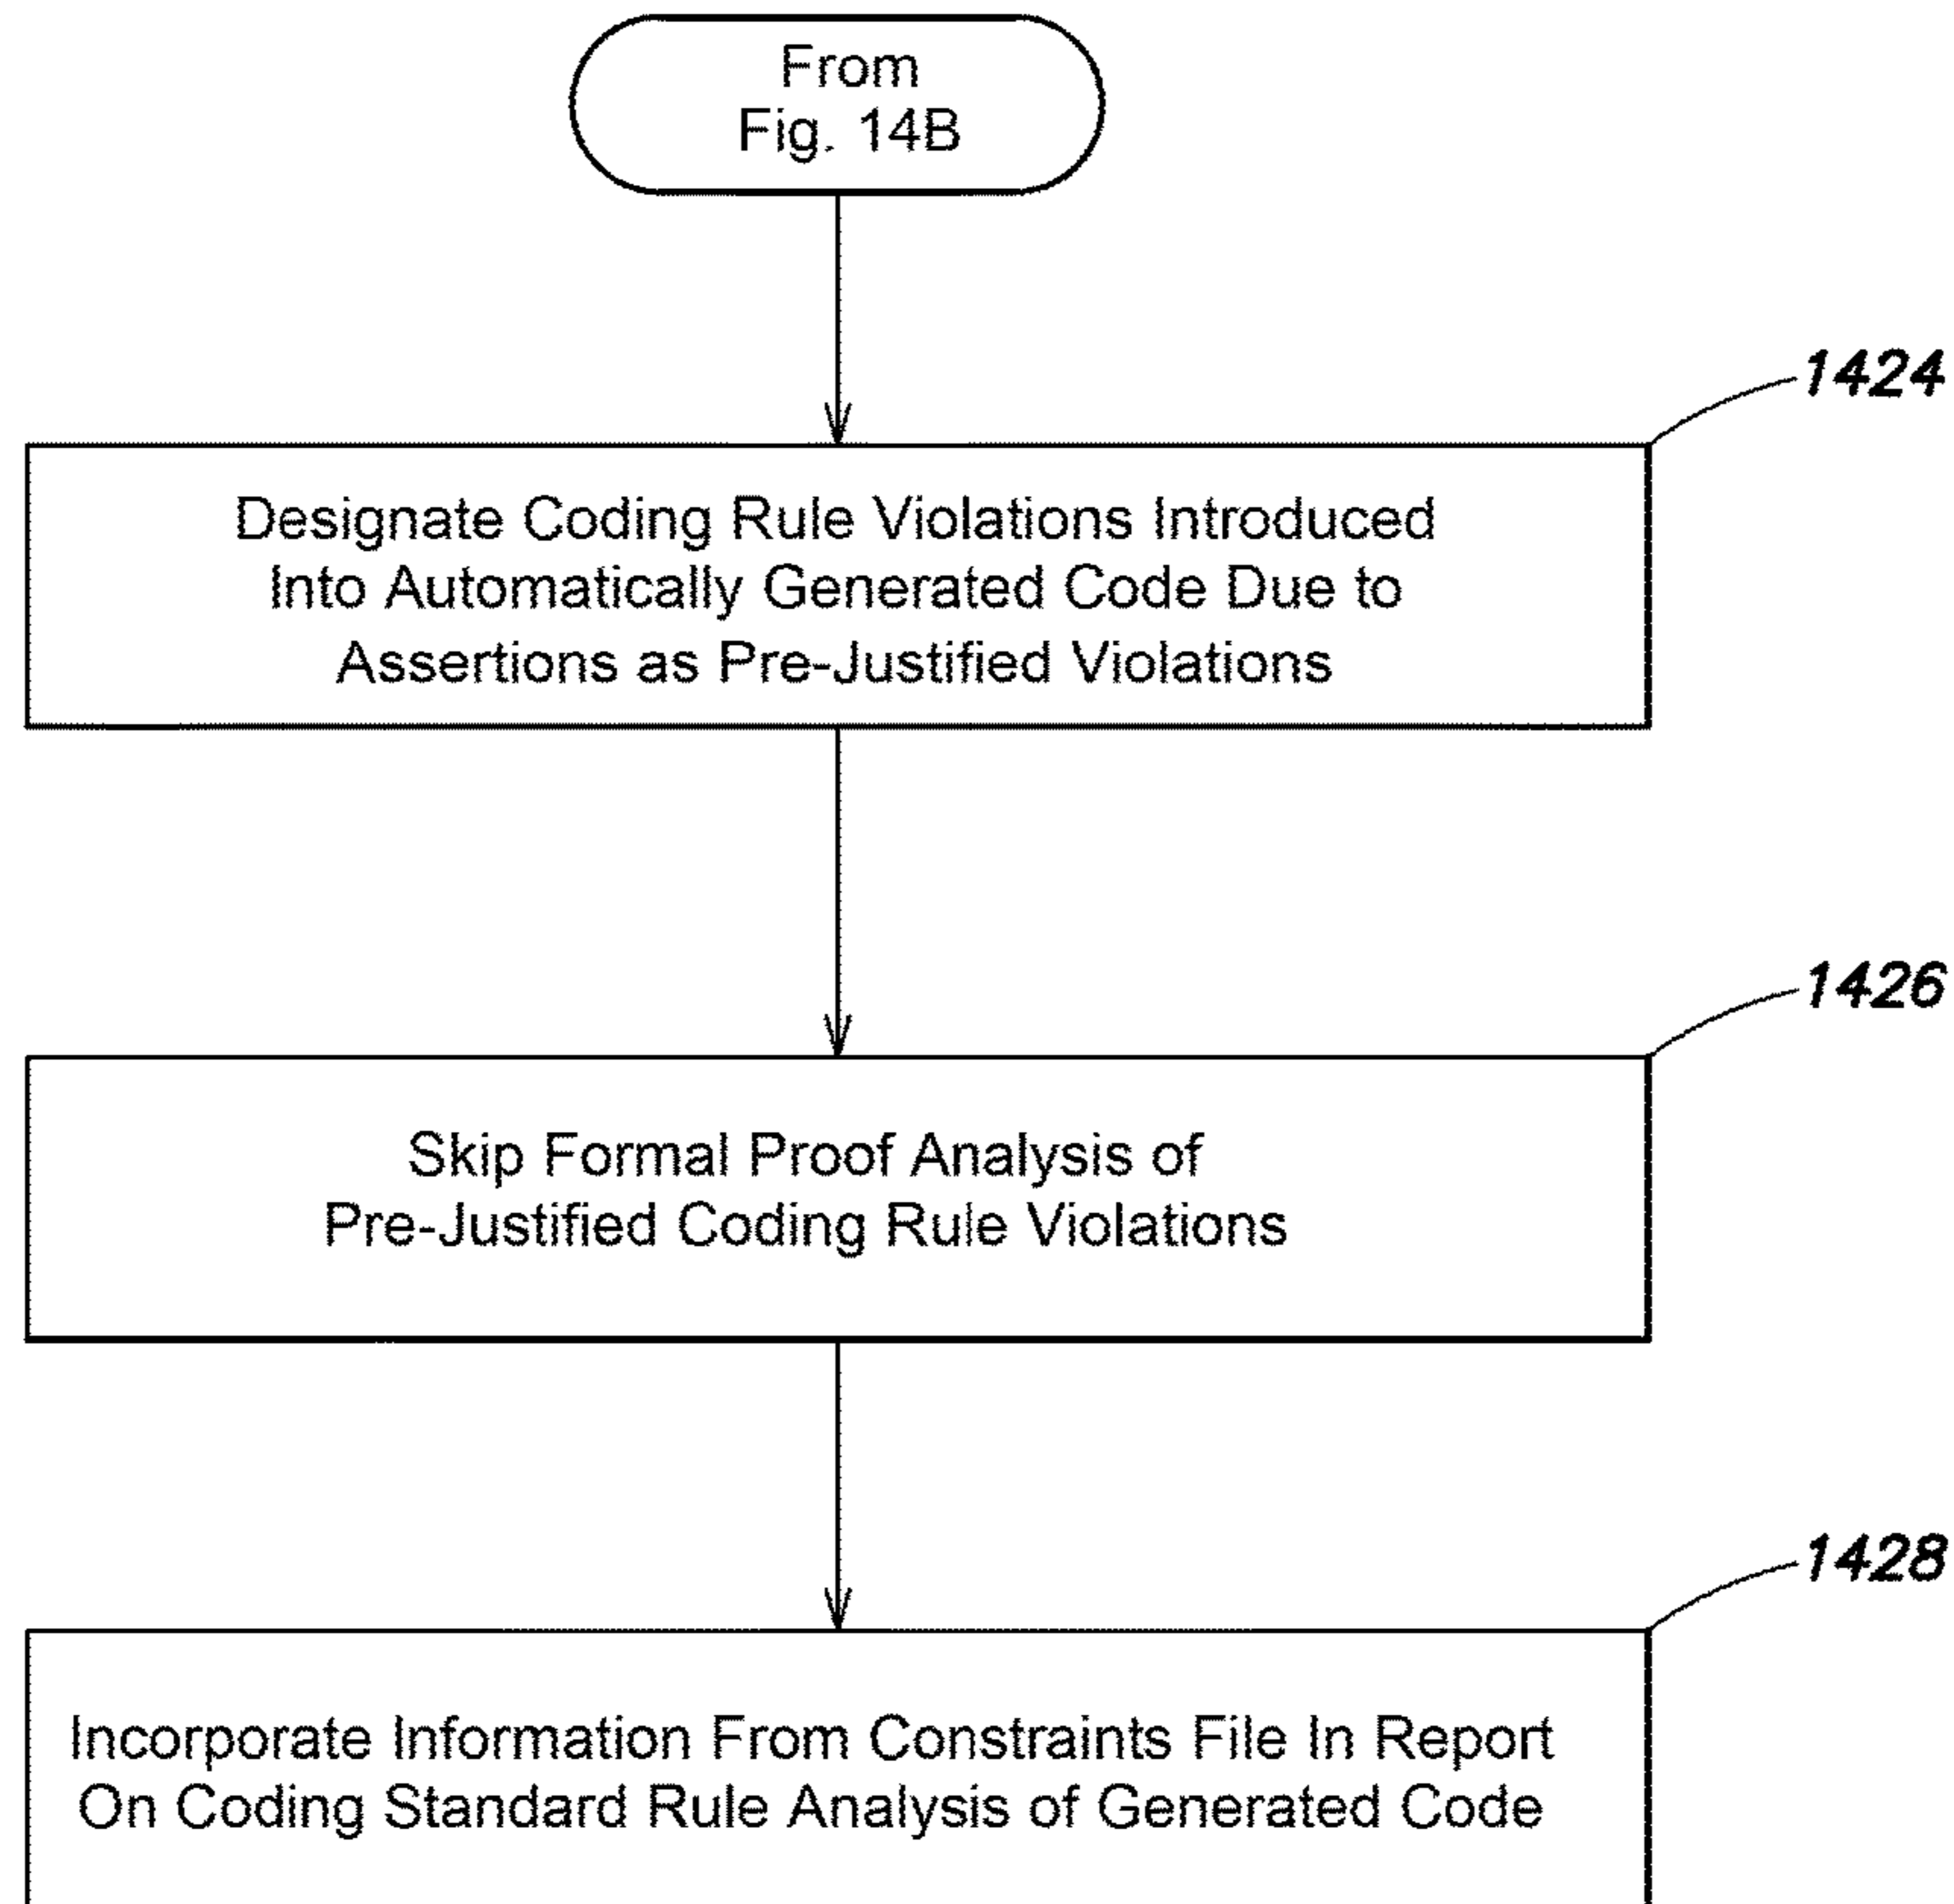 From
Fig. 14B
1424
Designate Coding Rule Violations Introduced
Into Automatically Generated Code Due to
Assertions as Pre-Justified Violations
1426
Skip Formal Proof Analysis of
Pre-Justified Coding Rule Violations
1428
Incorporate Information From Constraints File In Report
On Coding Standard Rule Analysis of Generated Code